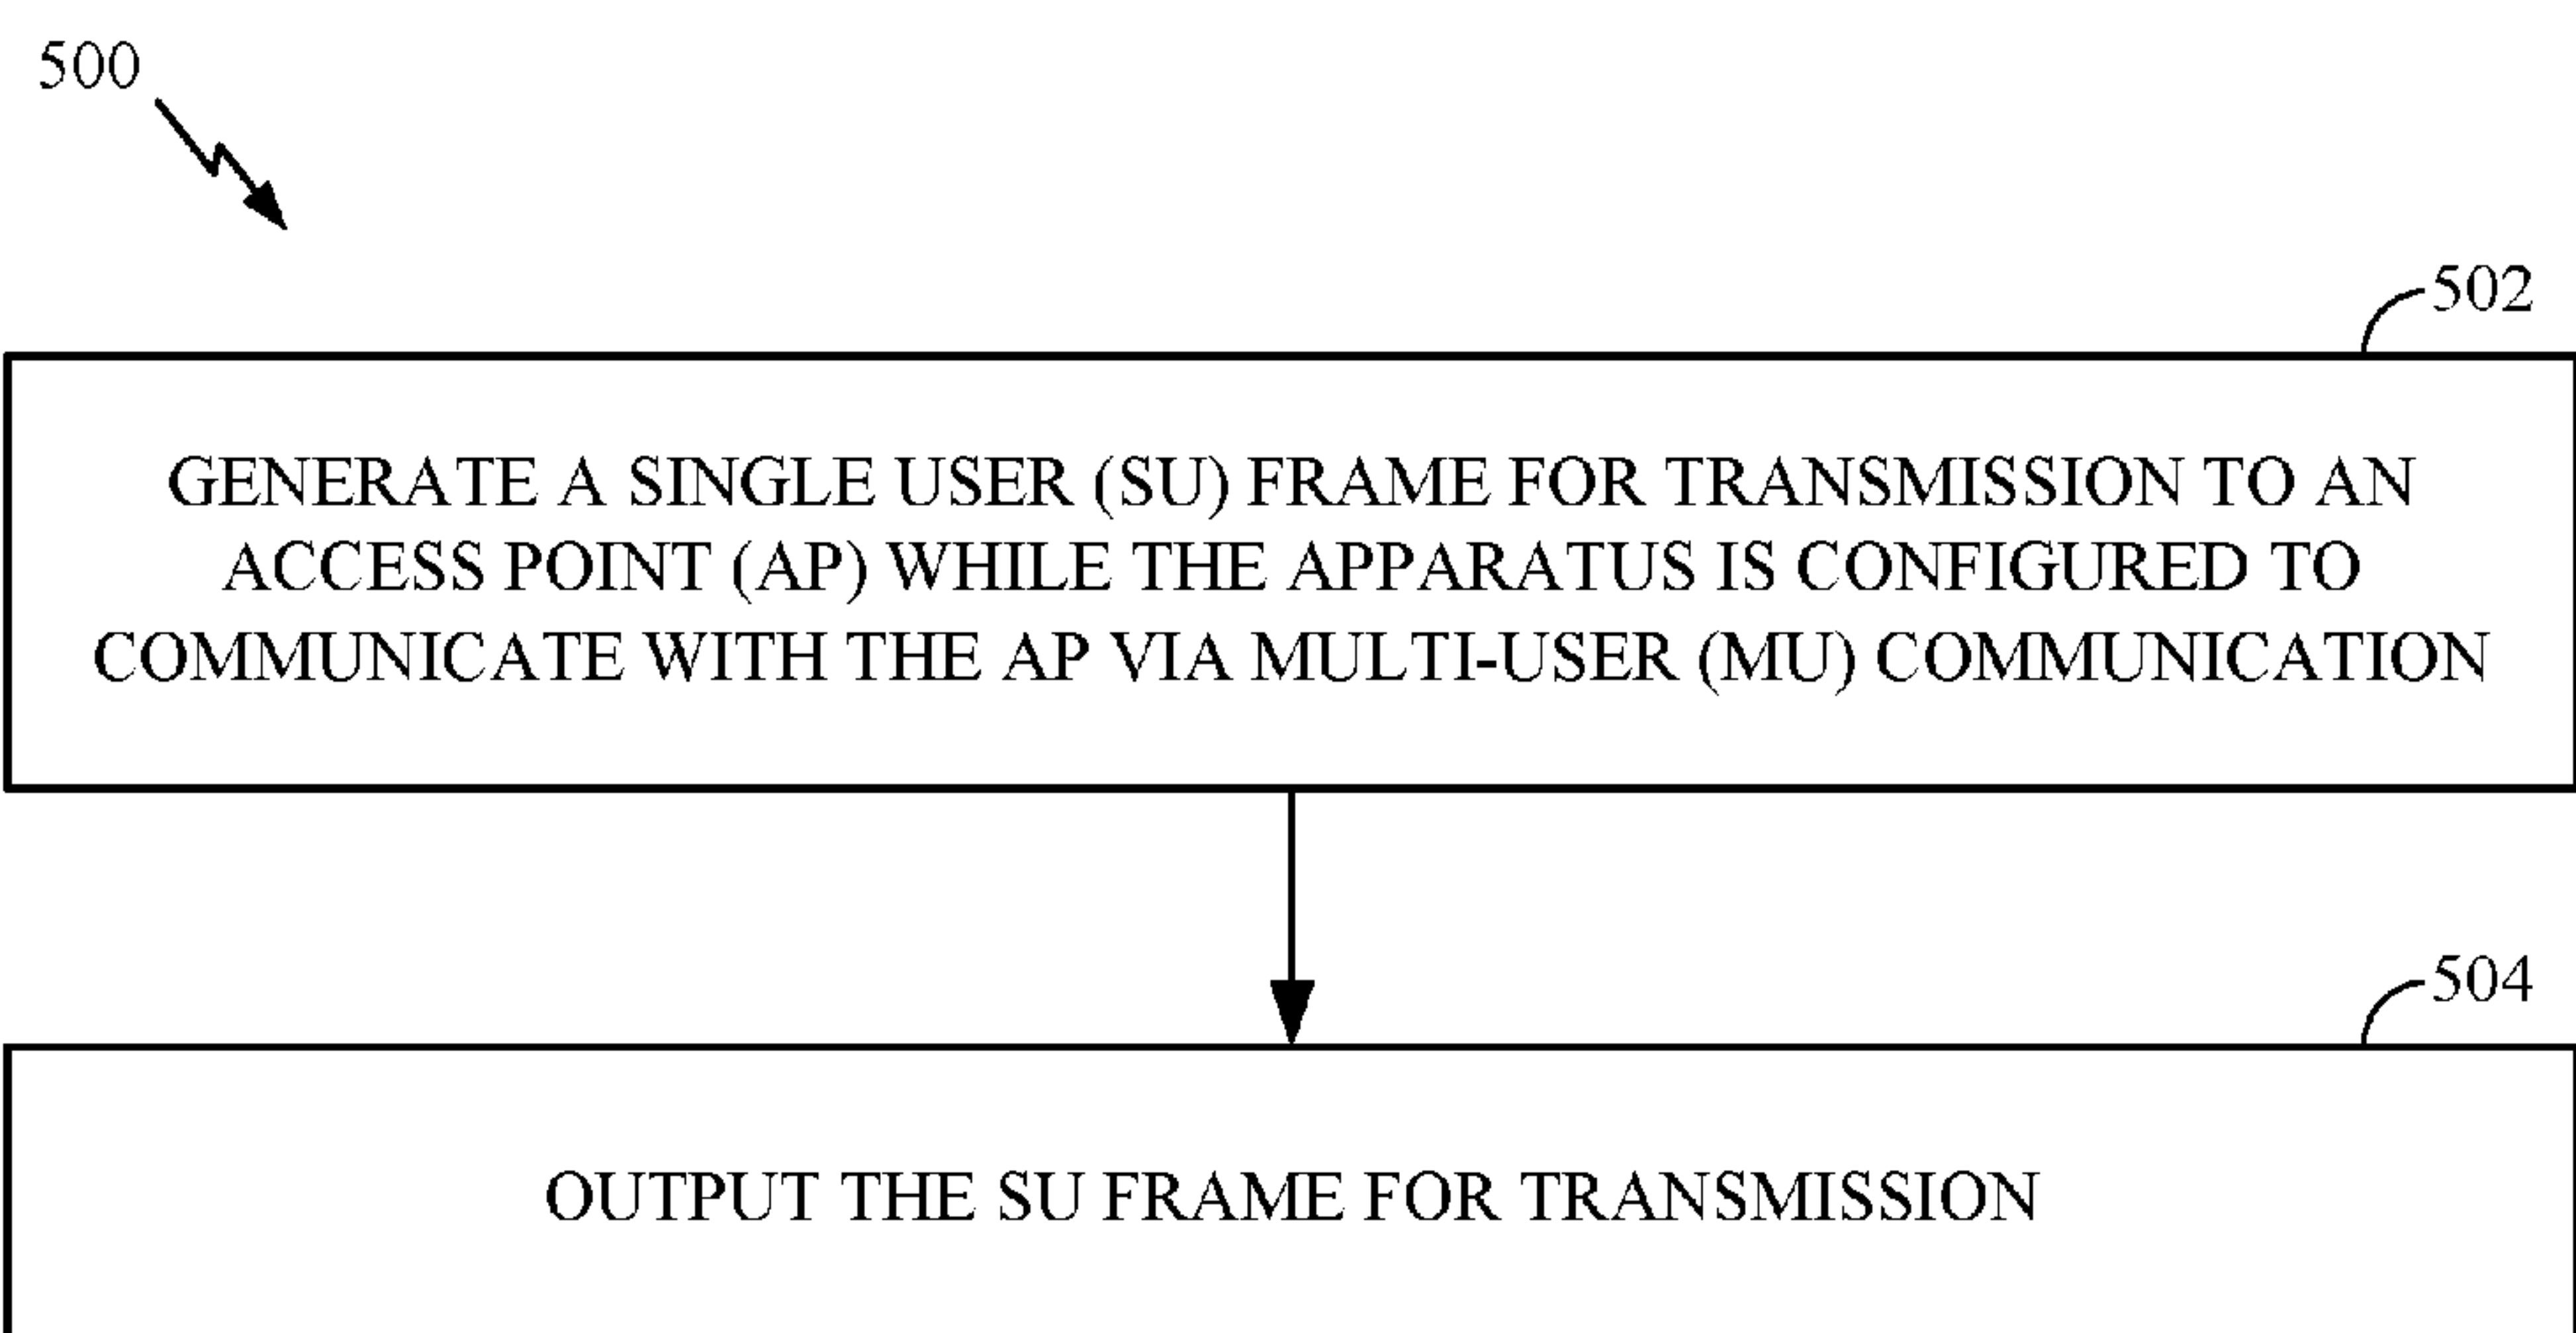 500
502
GENERATE A SINGLE USER (SU) FRAME FOR TRANSMISSION TO AN
ACCESS POINT (AP) WHILE THE APPARATUS IS CONFIGURED TO
COMMUNICATE WITH THE AP VIA MULTI-USER (MU) COMMUNICATION
504
OUTPUT THE SU FRAME FOR TRANSMISSION